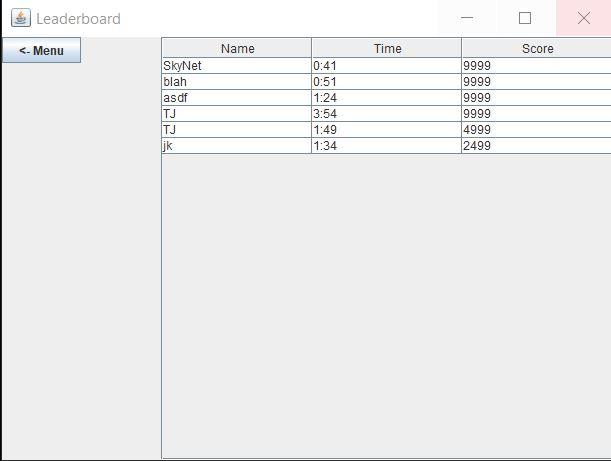 Leaderboard
<- Menu
Name Time Score
SkyNet 0:41 9999
blah 0:51 9999
asdf 1:24 9999
TJ 3:54 9999
TJ 1:49 4999
jk 1:34 2499